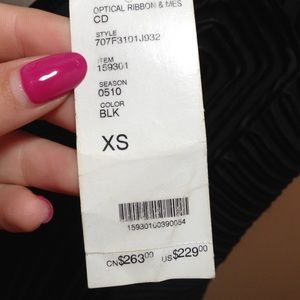 OPTICAL RIBBON & MES
CD
STYLE
707F3101J932
ITEM
159301
SEASON
0510
COLOR
BLK
XS
15930100390054
CN$263.00 US$229.00